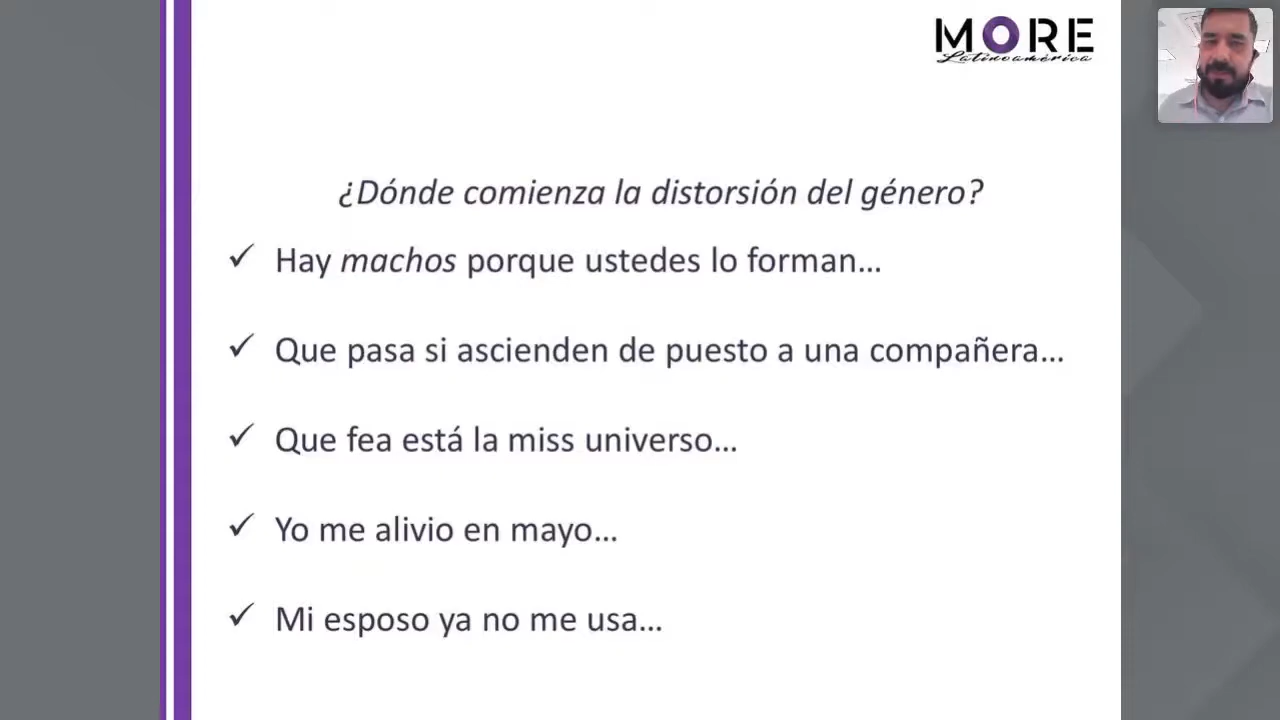 MORE
Latinoamérica
¿Dónde comienza la distorsión del género?
Hay machos porque ustedes lo forman...
Que pasa si ascienden de puesto a una compañera...
Que fea está la miss universo...
Yo me alivio en mayo...
Mi esposo ya no me usa...